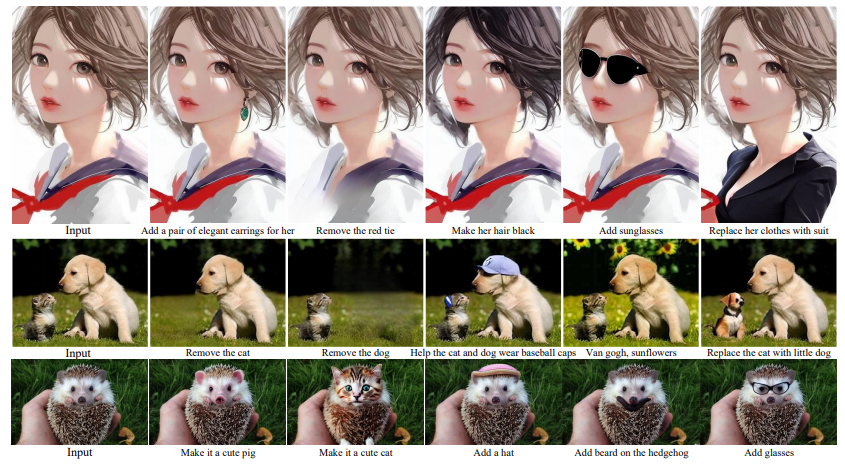 Input Add a pair of elegant earrings for her Remove the red tie Make her hair black Add sunglasses Replace her clothes with suit
Input Remove the cat Remove the dog Help the cat and dog wear baseball caps Van gogh, sunflowers Replace the cat with little dog
Input Make it a cute pig Make it a cute cat Add a hat Add beard on the hedgehog Add glasses